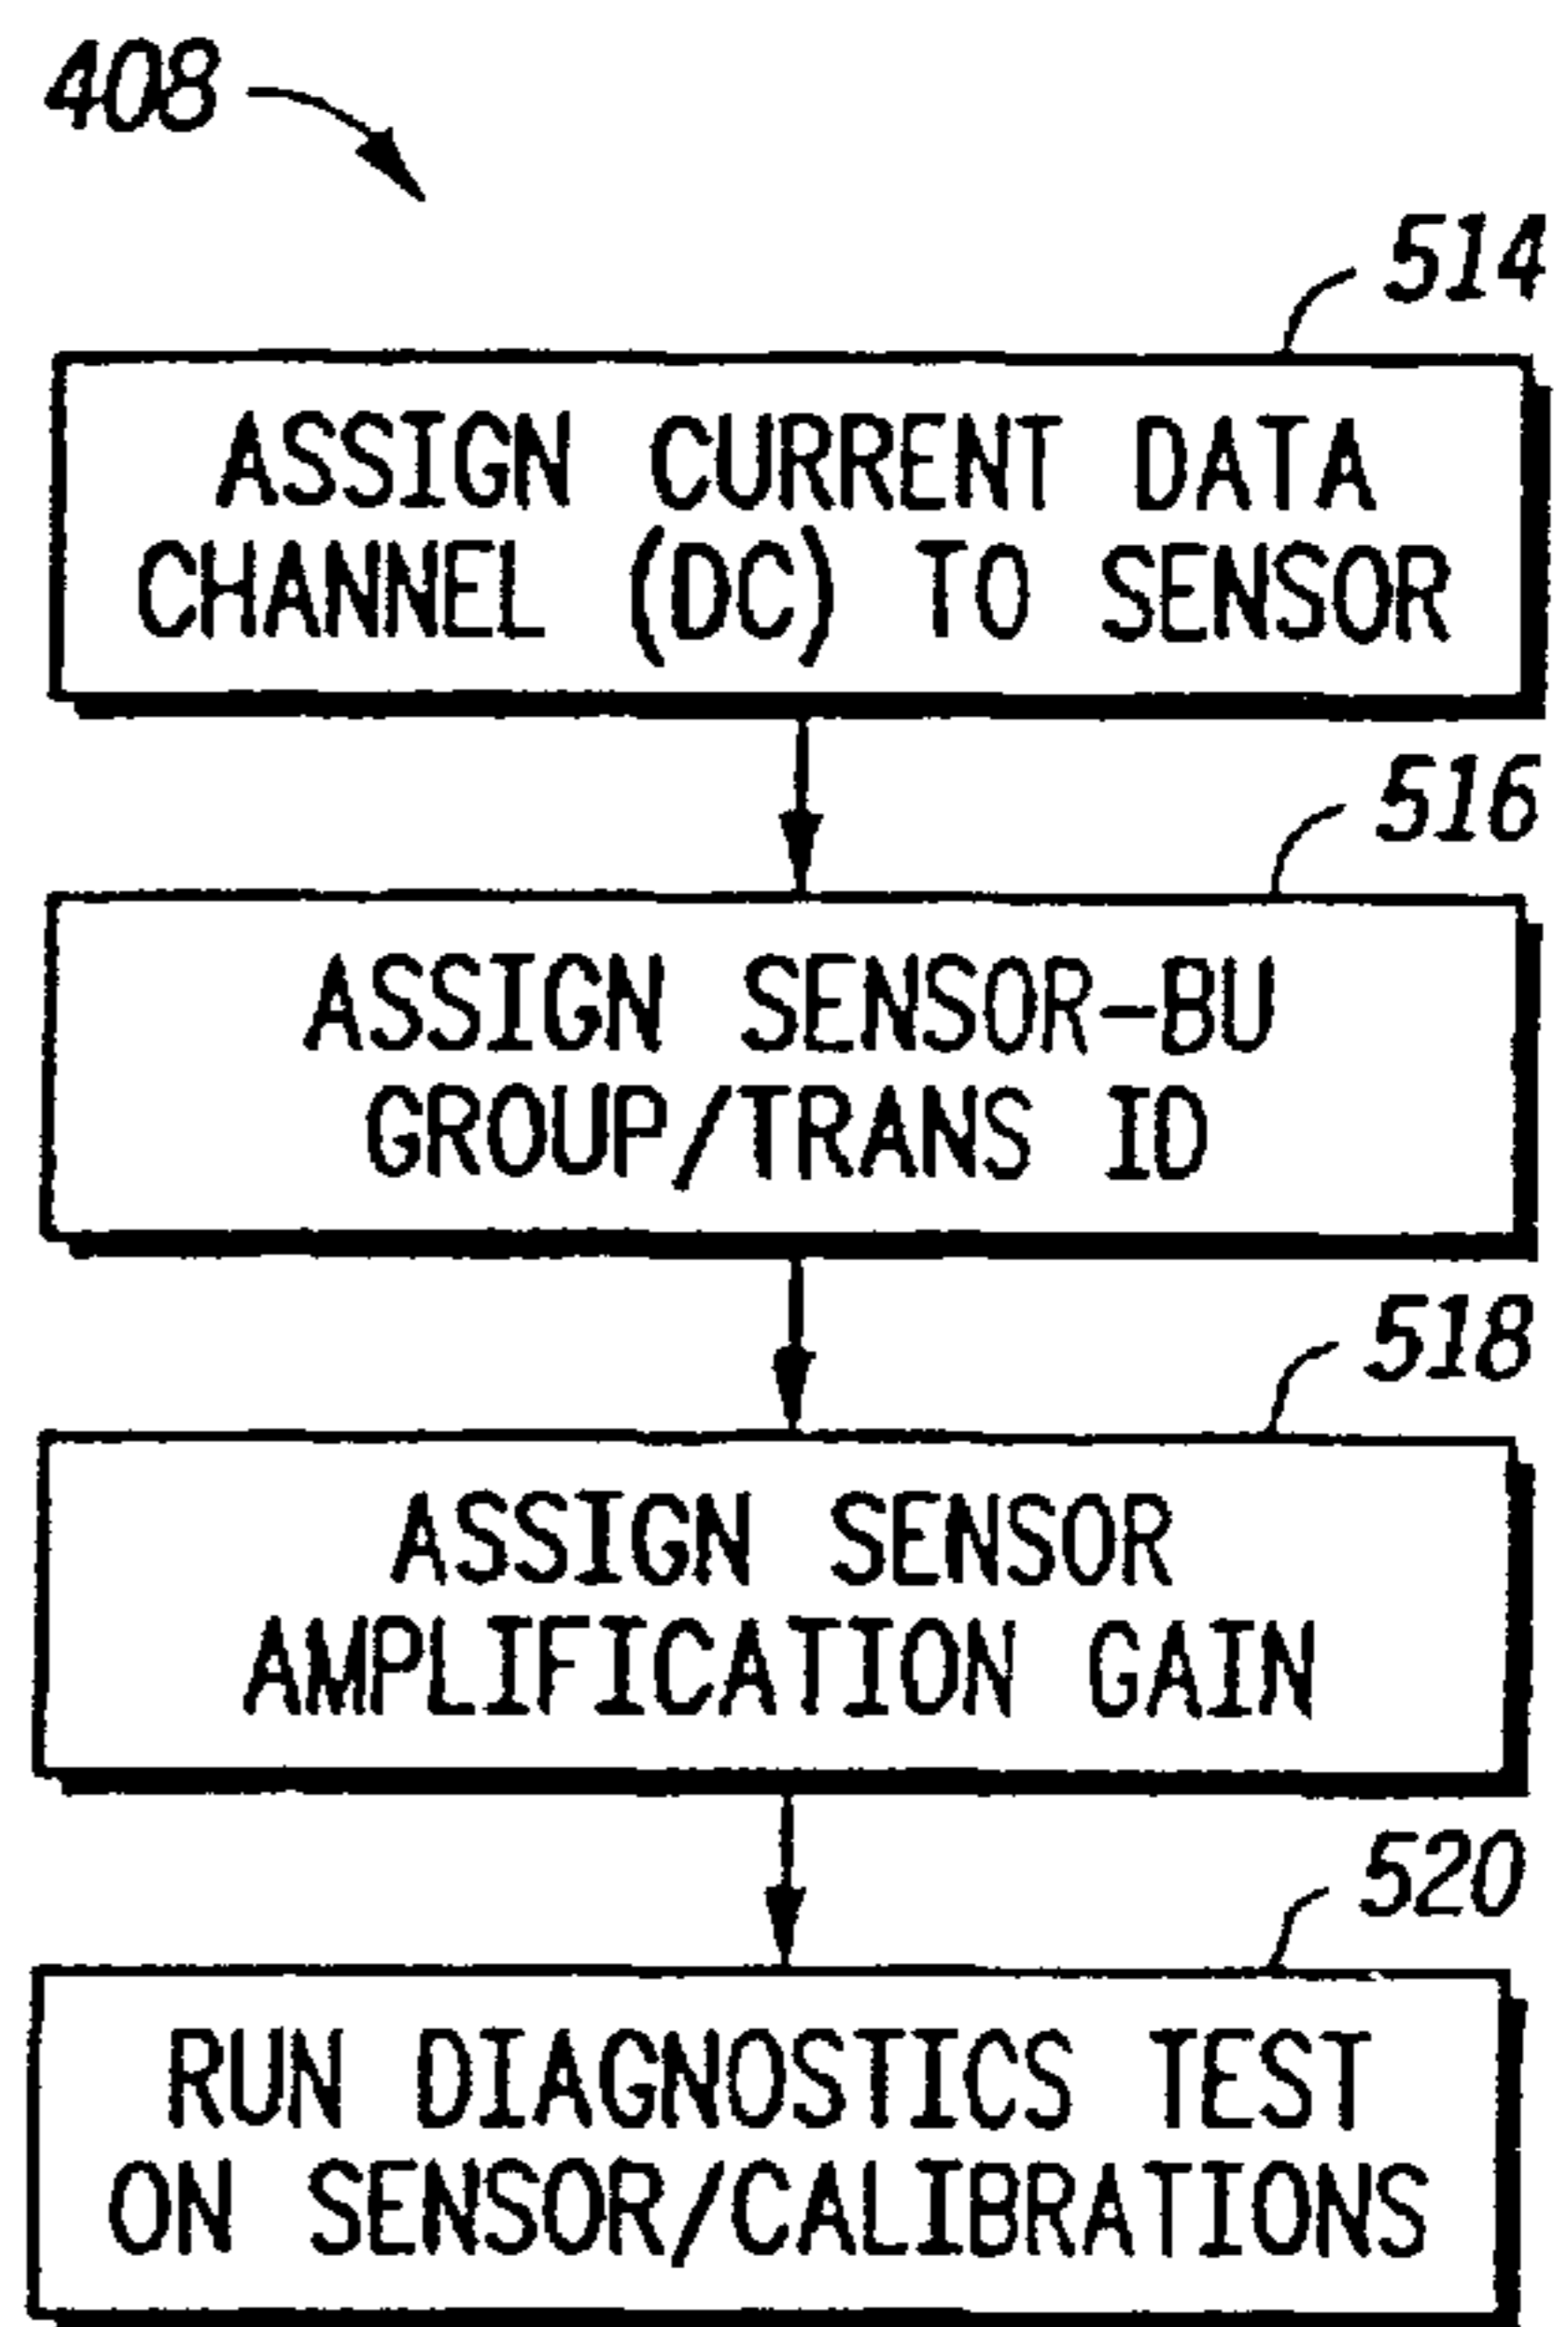 408
514
ASSIGN CURRENT DATA
CHANNEL (DC) TO SENSOR
516
ASSIGN SENSOR-BU
GROUP/TRANS ID
518
ASSIGN SENSOR
AMPLIFICATION GAIN
520
RUN DIAGNOSTICS TEST
ON SENSOR/CALIBRATIONS